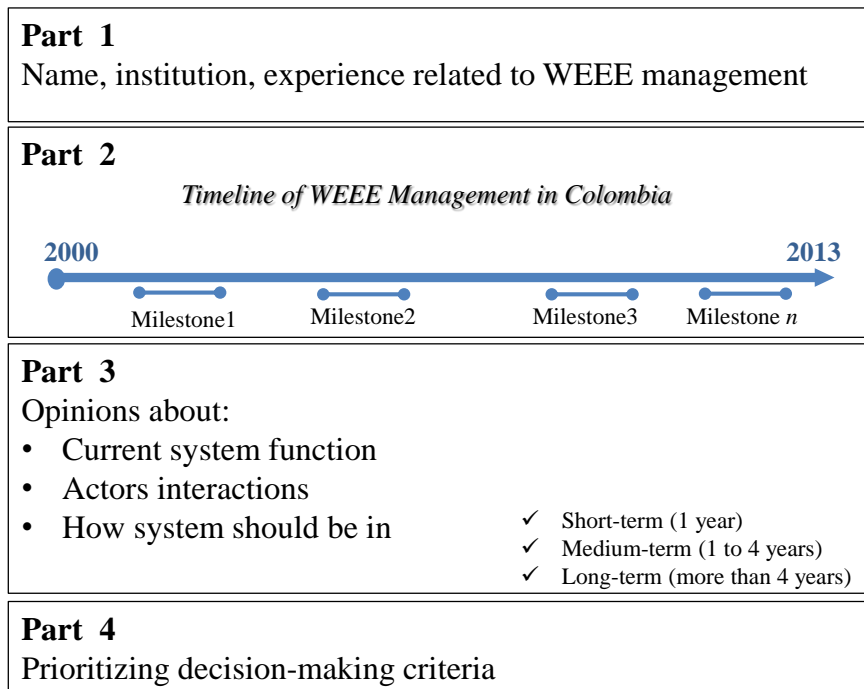 Part 1
Name, institution, experience related to WEEE management
Part 2
Timeline of WEEE Management in Colombia
2000 2013
Milestone1 Milestone2 Milestone3 Milestone n
Part 3
Opinions about:
• Current system function
• Actors interactions
• How system should be in
✓ Short-term (1 year)
✓ Medium-term (1 to 4 years)
✓ Long-term (more than 4 years)
Part 4
Prioritizing decision-making criteria